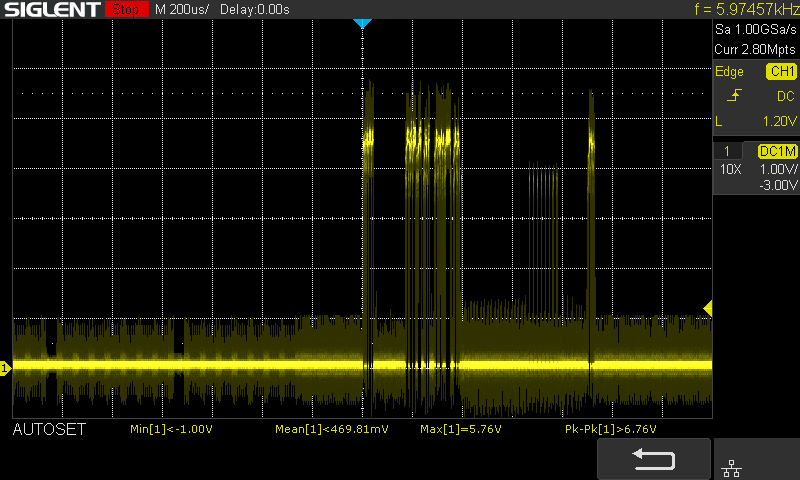 SIGLENT Stop M 200us/ Delay:0.00s f = 5.97457kHz
Sa 1.00GSa/s
Curr 2.80Mpts
Edge CH1
DC
L 1.20V
1 DC1M
10X 1.00V/
-3.00V
1
AUTOSET Min[1]<-1.00V Mean[1]<469.81mV Max[1]=5.76V Pk-Pk[1]>6.76V